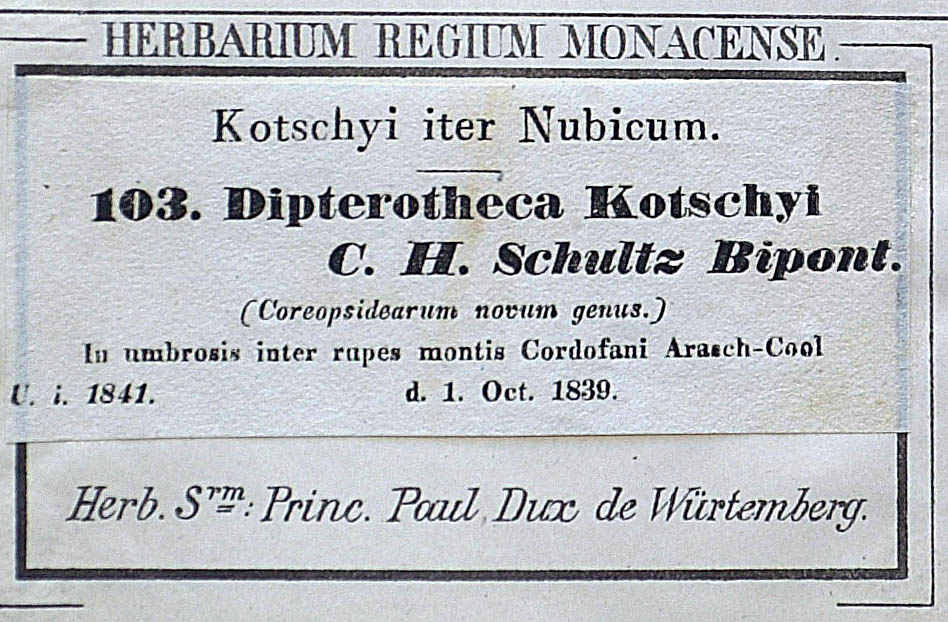 HERBARIUM REGIUM MONACENSE.
Kotschyi iter Nubicum.
103. Dipterotheca Kotschyi
C. H. Schultz Bipont.
(Coreopsidearum novum genus.)
In umbrosis inter rupes montis Cordofani Arasch-Cool
U. i. 1841. d. 1. Oct. 1839.
Herb. Srm: Princ. Paul, Dux de Würtemberg.